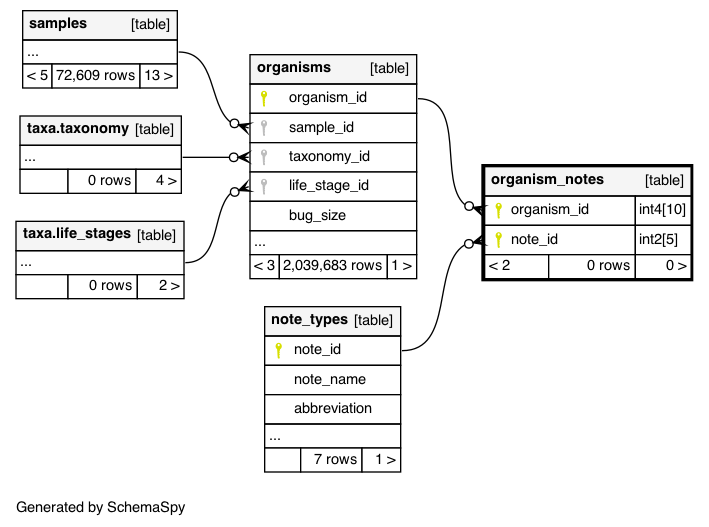 samples [table]
...
< 5 72,609 rows 13 >
taxa.taxonomy [table]
...
0 rows 4 >
taxa.life_stages [table]
...
0 rows 2 >
organisms [table]
organism_id
sample_id
taxonomy_id
life_stage_id
bug_size
...
< 3 2,039,683 rows 1 >
note_types [table]
note_id
note_name
abbreviation
...
7 rows 1 >
organism_notes [table]
organism_id int4[10]
note_id int2[5]
< 2 0 rows 0 >
Generated by SchemaSpy